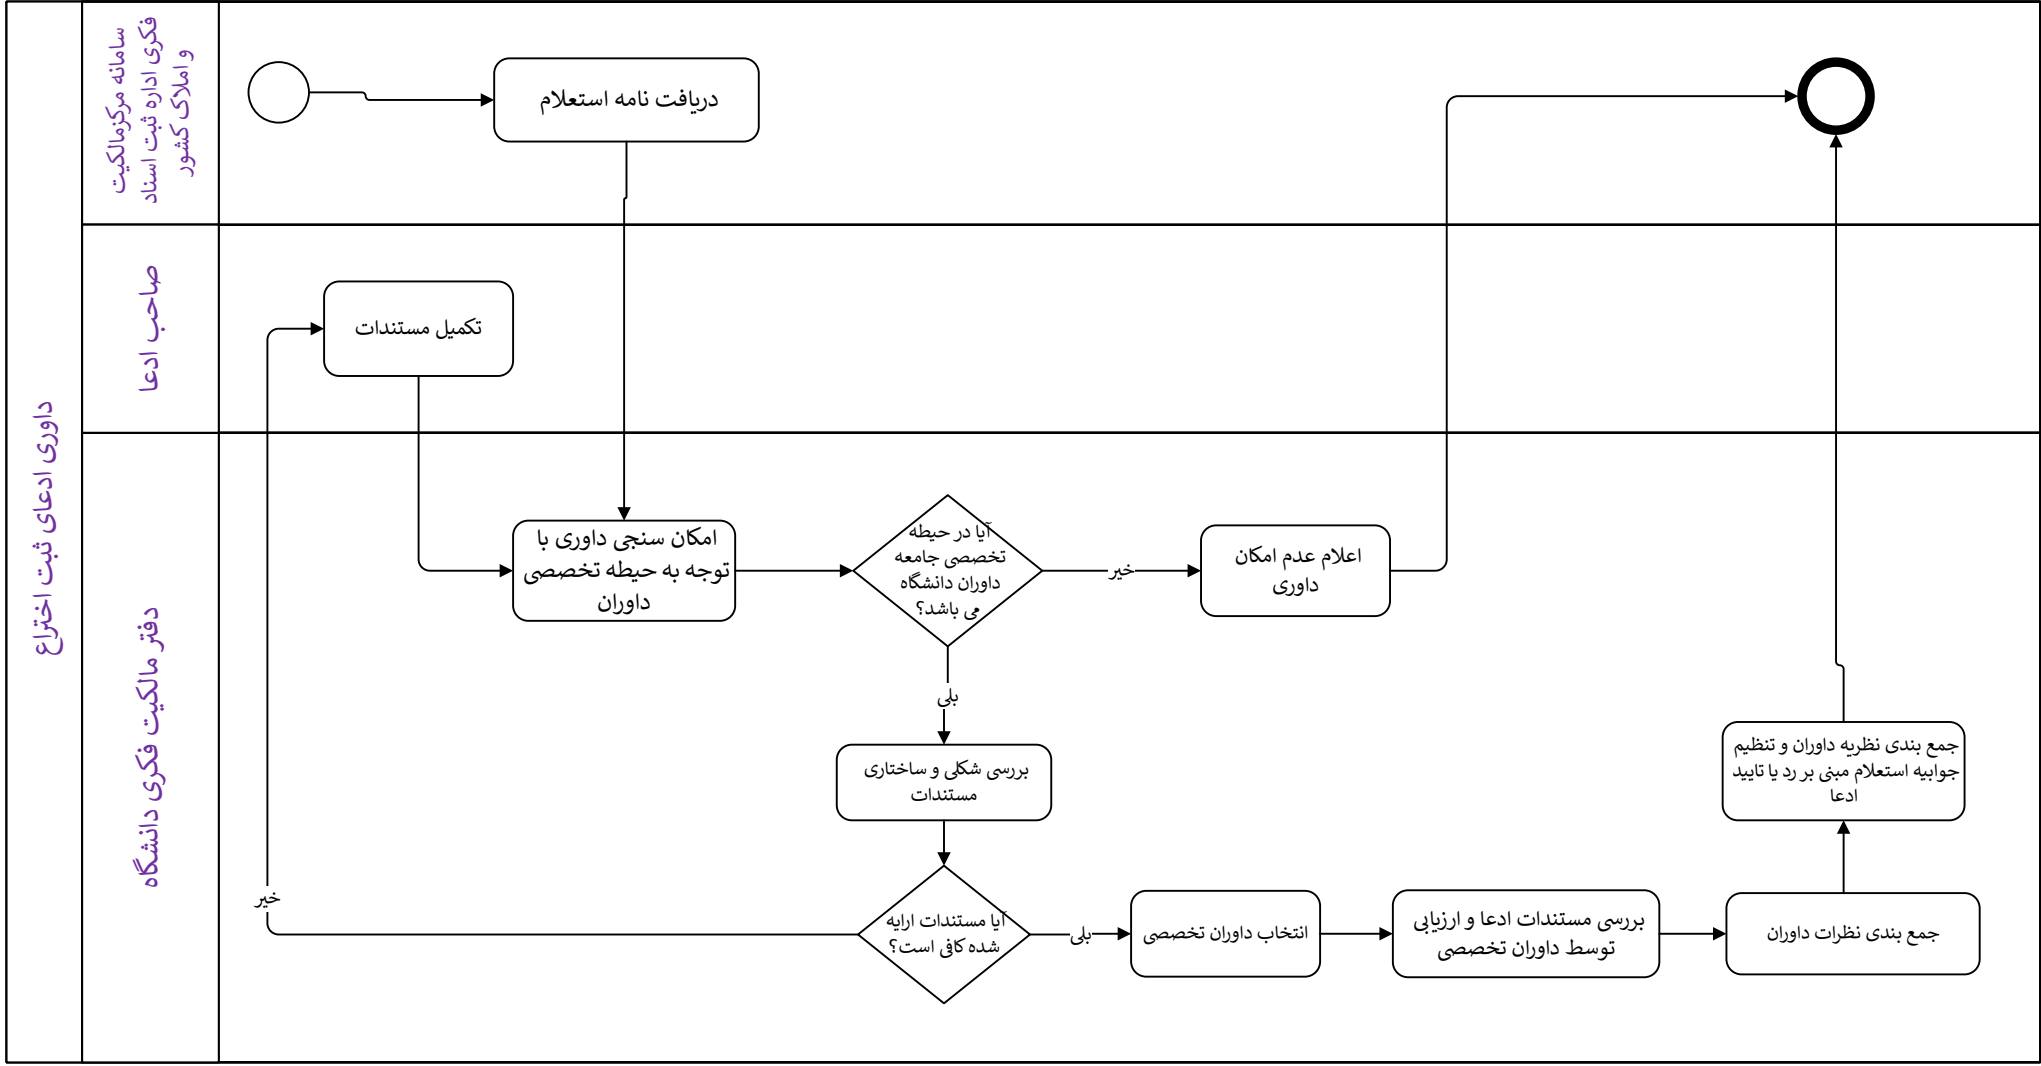 داوری ادعای ثبت اختراع
سامانه مرکزمالکیت
فکری اداره ثبت اسناد
و املاک کشور
دریافت نامه استعلام
صاحب ادعا
تکمیل مستندات
دفتر مالکیت فکری دانشگاه
امکان سنجی داوری با
توجه به حیطه تخصصی
داوران
آیا در حیطه
تخصصی جامعه
داوران دانشگاه
می باشد؟
خیر
اعلام عدم امکان
داوری
بلی
بررسی شکلی و ساختاری
مستندات
آیا مستندات ارایه
شده کافی است؟
خیر
بلی
انتخاب داوران تخصصی
بررسی مستندات ادعا و ارزیابی
توسط داوران تخصصی
جمع بندی نظرات داوران
جمع بندی نظریه داوران و تنظیم
جوابیه استعلام مبنی بر رد یا تایید
ادعا